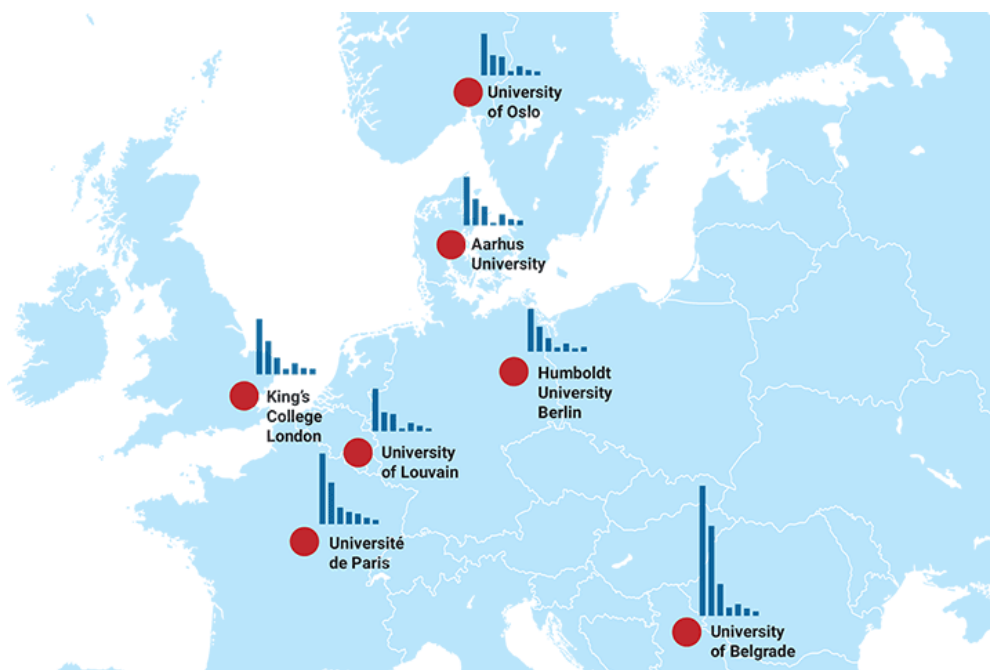 University
of Oslo
Aarhus
University
Humboldt
University
Berlin
King's
College
London
University
of Louvain
Université
de Paris
University
of Belgrade